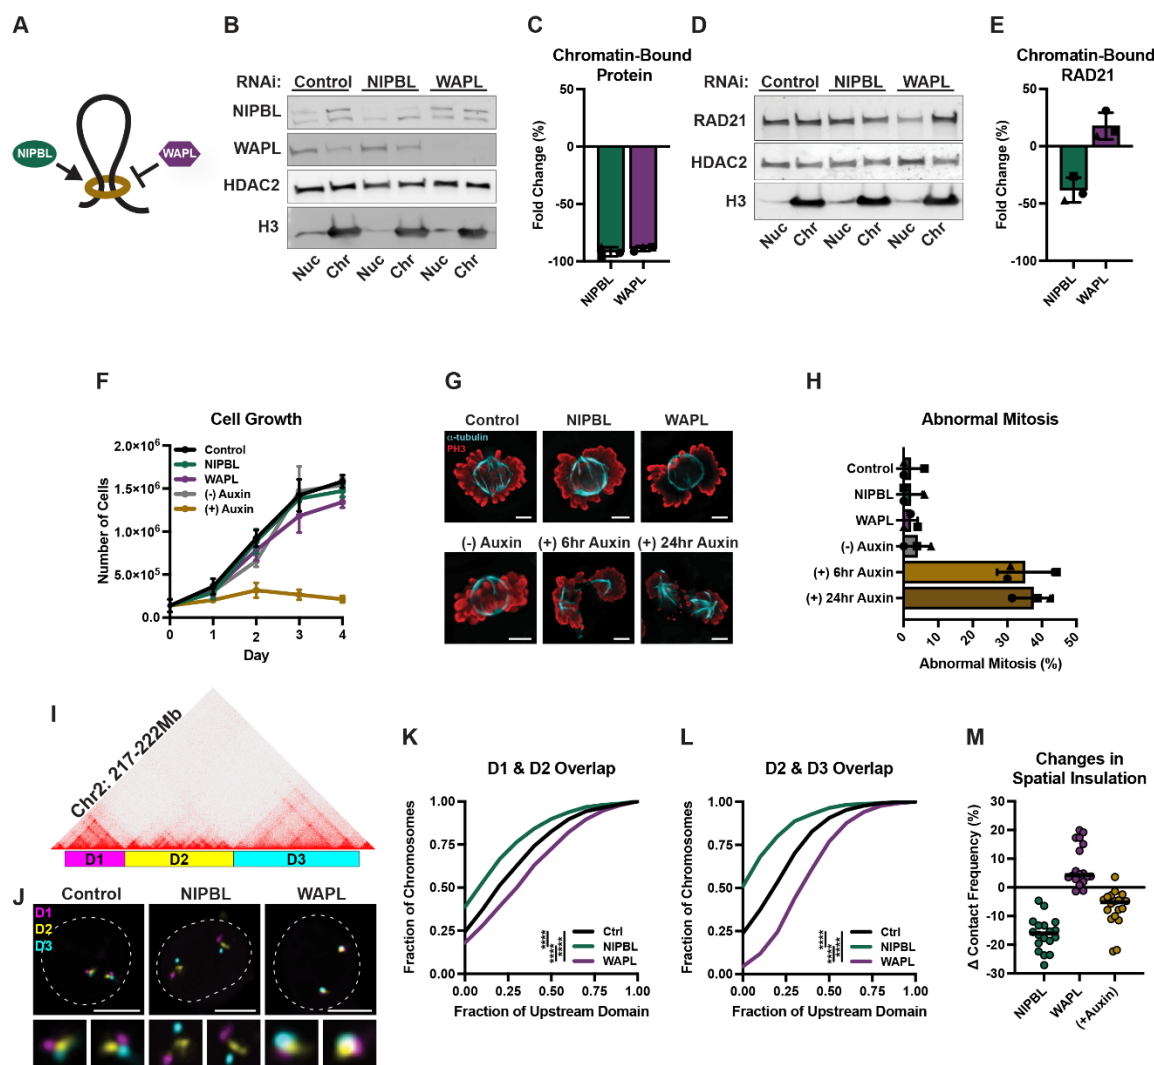 A
NIPBL
WAPL
B
RNAi: Control NIPBL WAPL
NIPBL
WAPL
HDAC2
H3
Nuc Chr Nuc Chr Nuc Chr
C
Chromatin-Bound
Protein
Fold Change (%)
50
0
-50
-100
NIPBL
WAPL
D
RNAi: Control NIPBL WAPL
RAD21
HDAC2
H3
Nuc Chr Nuc Chr Nuc Chr
E
Chromatin-Bound
RAD21
Fold Change (%)
50
0
-50
-100
NIPBL
WAPL
F
Cell Growth
Number of Cells
2.0×10⁶
1.5×10⁶
1.0×10⁶
5.0×10⁵
0.0
Control
NIPBL
WAPL
(-) Auxin
(+) Auxin
0 1 2 3 4
Day
G
Control NIPBL WAPL
α-tubulin
PH3
(-) Auxin (+) 6hr Auxin (+) 24hr Auxin
H
Abnormal Mitosis
Control
NIPBL
WAPL
(-) Auxin
(+) 6hr Auxin
(+) 24hr Auxin
0 10 20 30 40 50
Abnormal Mitosis (%)
I
Chr2: 217-222Mb
D1 D2 D3
J
Control NIPBL WAPL
D1
D2
D3
K
D1 & D2 Overlap
Fraction of Chromosomes
1.00
0.75
0.50
0.25
0.00
**** **** ****
Ctrl
NIPBL
WAPL
0.00 0.25 0.50 0.75 1.00
Fraction of Upstream Domain
L
D2 & D3 Overlap
Fraction of Chromosomes
1.00
0.75
0.50
0.25
0.00
**** **** ****
Ctrl
NIPBL
WAPL
0.00 0.25 0.50 0.75 1.00
Fraction of Upstream Domain
M
Changes in
Spatial Insulation
Δ Contact Frequency (%)
30
20
10
0
-10
-20
-30
NIPBL
WAPL
(+Auxin)